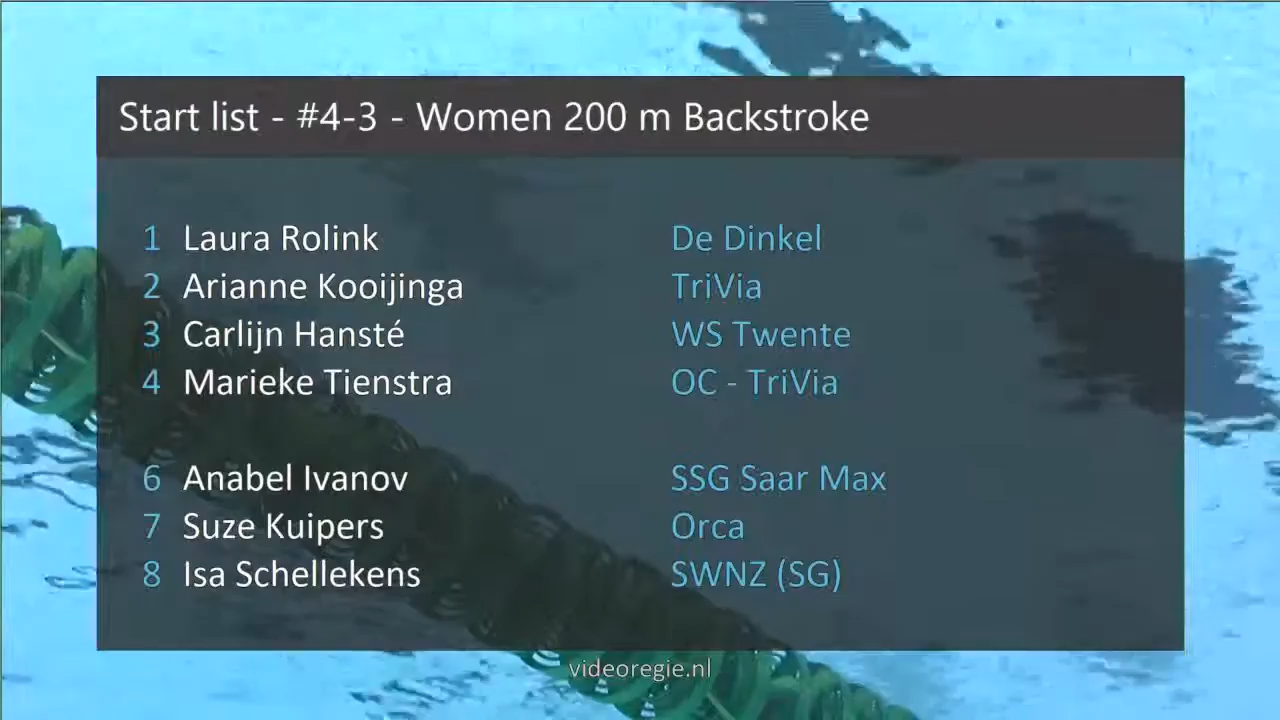 Start list - #4-3 - Women 200 m Backstroke
1 Laura Rolink De Dinkel
2 Arianne Kooijinga TriVia
3 Carlijn Hansté WS Twente
4 Marieke Tienstra OC - TriVia
6 Anabel Ivanov SSG Saar Max
7 Suze Kuipers Orca
8 Isa Schellekens SWNZ (SG)
videoregie.nl